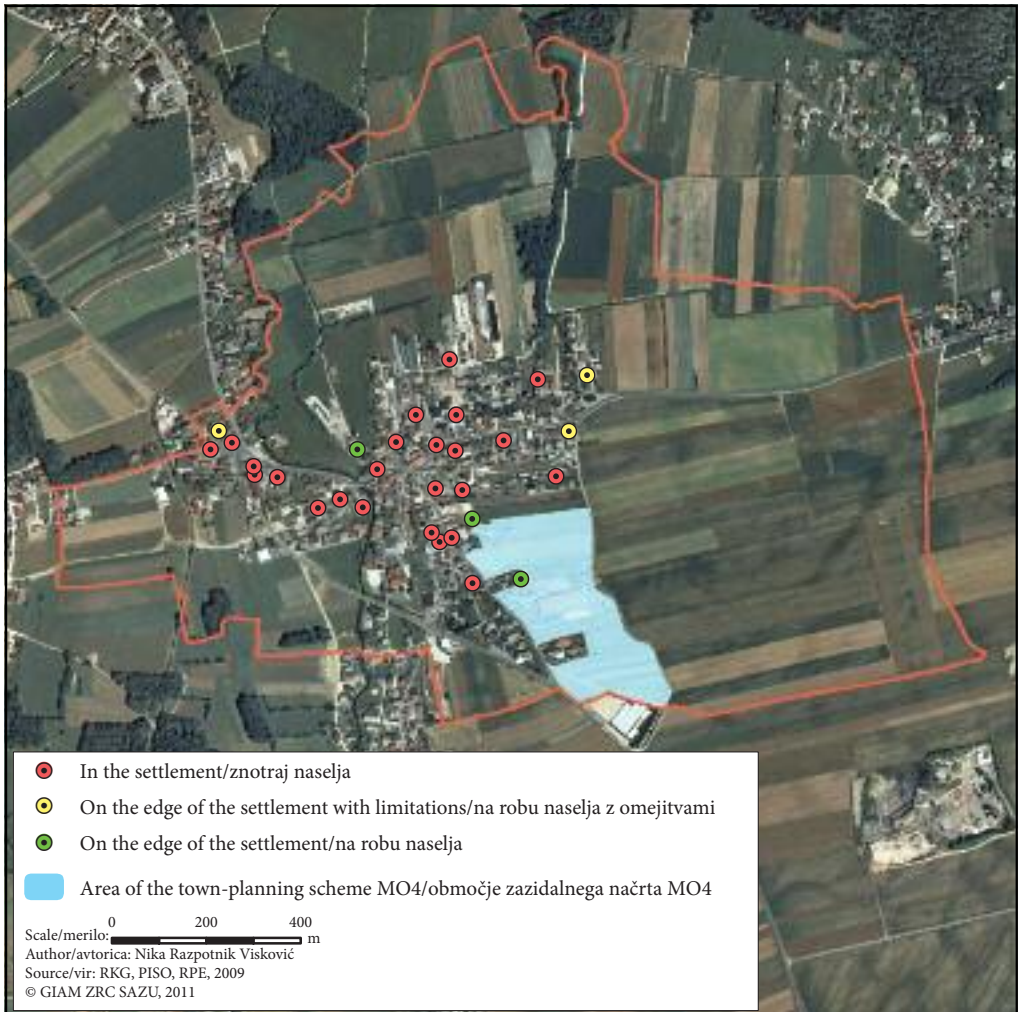 In the settlement/znotraj naselja
On the edge of the settlement with limitations/na robu naselja z omejitvami
On the edge of the settlement/na robu naselja
Area of the town-planning scheme MO4/območje zazidalnega načrta MO4
0 200 400
Scale/merilo: m
Author/avtorica: Nika Razpotnik Visković
Source/vir: RKG, PISO, RPE, 2009
© GIAM ZRC SAZU, 2011